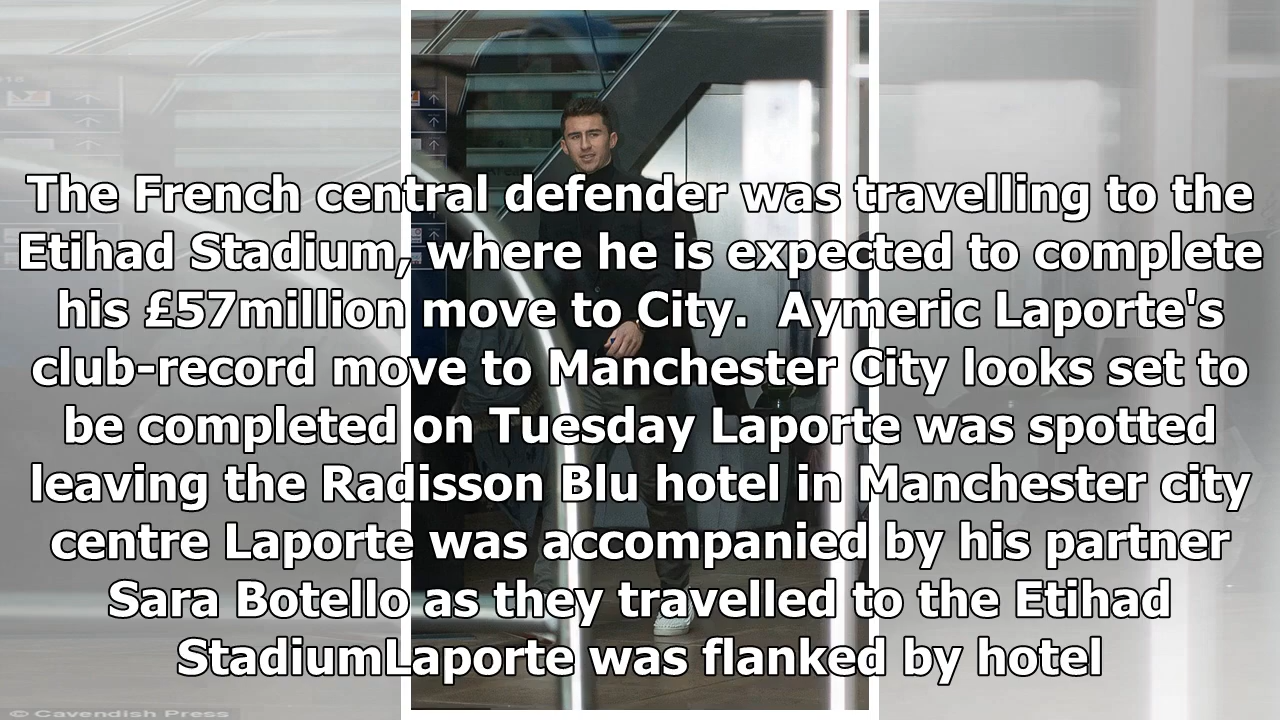 The French central defender was travelling to the
Etihad Stadium, where he is expected to complete
his £57million move to City.  Aymeric Laporte's
club-record move to Manchester City looks set to
be completed on Tuesday Laporte was spotted
leaving the Radisson Blu hotel in Manchester city
centre Laporte was accompanied by his partner
Sara Botello as they travelled to the Etihad
StadiumLaporte was flanked by hotel
© Cavendish Press